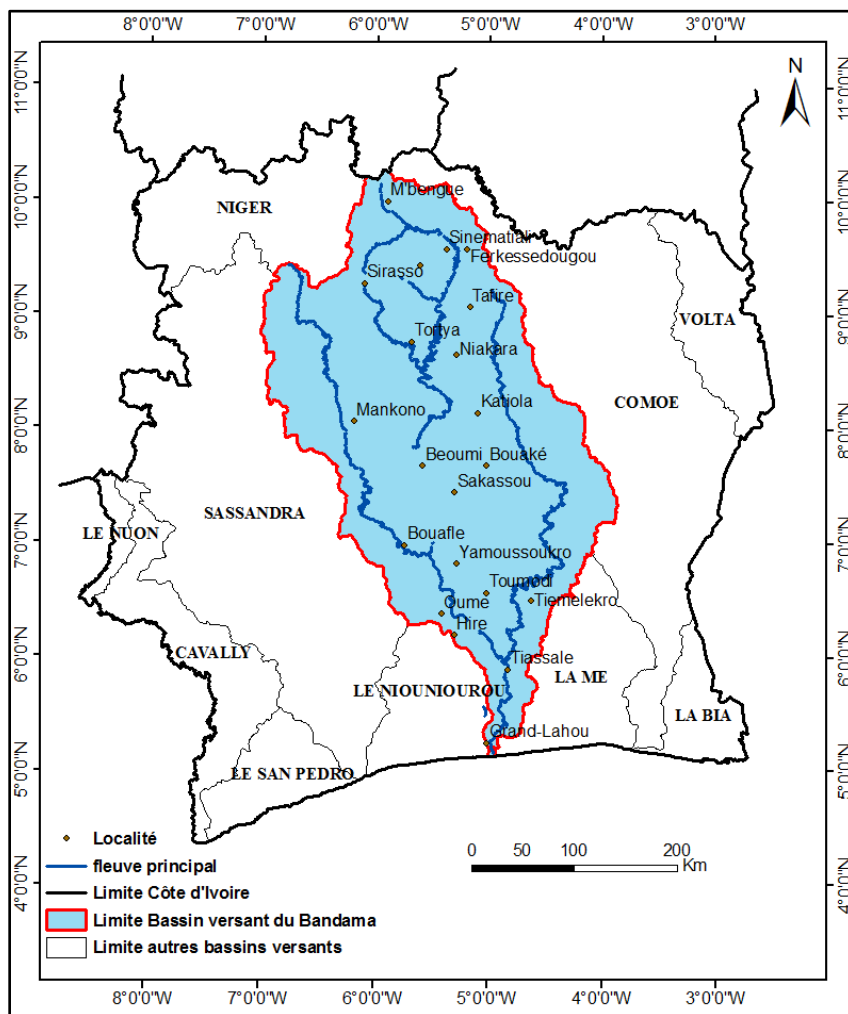 8°0'0"W 7°0'0"W 6°0'0"W 5°0'0"W 4°0'0"W 3°0'0"W
11°0'0"N 11°0'0"N
N
10°0'0"N 10°0'0"N
M'bengue
NIGER
Sinematiali
Ferkessedougou
Sirasso
9°0'0"N 9°0'0"N
Tafire
VOLTA
Tortya
Niakara
COMOE
Katiola
Mankono
8°0'0"N 8°0'0"N
Beoumi Bouaké
Sakassou
SASSANDRA
LE NUON
Bouafle
7°0'0"N 7°0'0"N
Yamoussoukro
Toumodi
Oume Tiemelekro
Hire
CAVALLY
6°0'0"N 6°0'0"N
Tiassale
LE NIOUNIOUROU LA ME
LA BIA
Grand-Lahou
LE SAN PEDRO
5°0'0"N 5°0'0"N
Localité
fleuve principal
Limite Côte d'Ivoire
Limite Bassin versant du Bandama
Limite autres bassins versants
0 50 100 200
Km
4°0'0"N 4°0'0"N
8°0'0"W 7°0'0"W 6°0'0"W 5°0'0"W 4°0'0"W 3°0'0"W